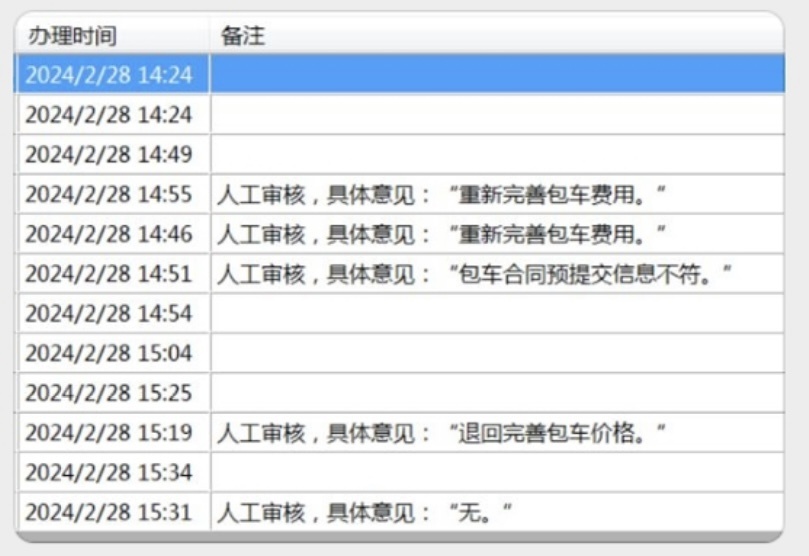 办理时间 备注
2024/2/28 14:24
2024/2/28 14:24
2024/2/28 14:49
2024/2/28 14:55 人工审核，具体意见：“重新完善包车费用。”
2024/2/28 14:46 人工审核，具体意见：“重新完善包车费用。”
2024/2/28 14:51 人工审核，具体意见：“包车合同预提交信息不符。”
2024/2/28 14:54
2024/2/28 15:04
2024/2/28 15:25
2024/2/28 15:19 人工审核，具体意见：“退回完善包车价格。”
2024/2/28 15:34
2024/2/28 15:31 人工审核，具体意见：“无。”